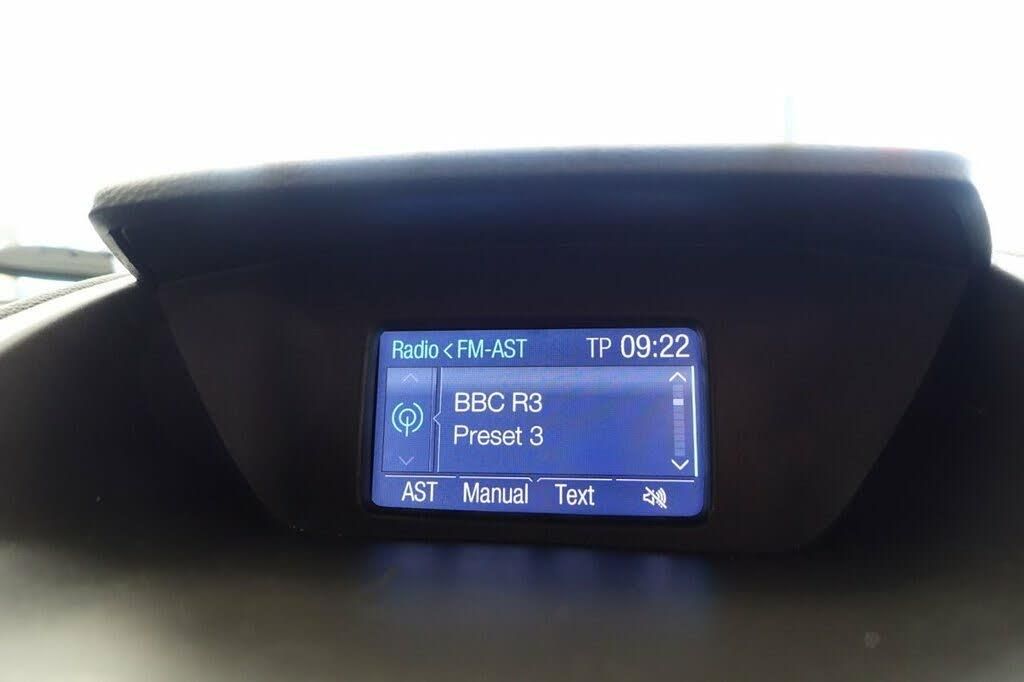 Radio < FM-AST TP 09:22
BBC R3
Preset 3
AST Manual Text